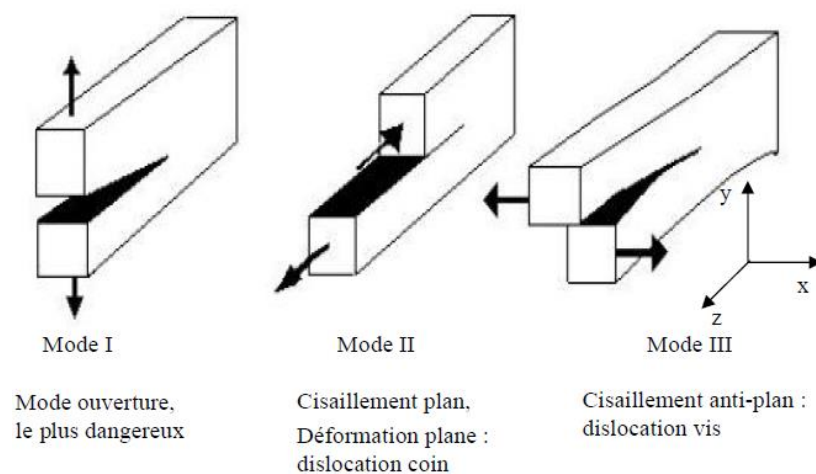 y
x
z
Mode I
Mode II
Mode III
Mode ouverture,
le plus dangereux
Cisaillement plan,
Déformation plane :
dislocation coin
Cisaillement anti-plan :
dislocation vis